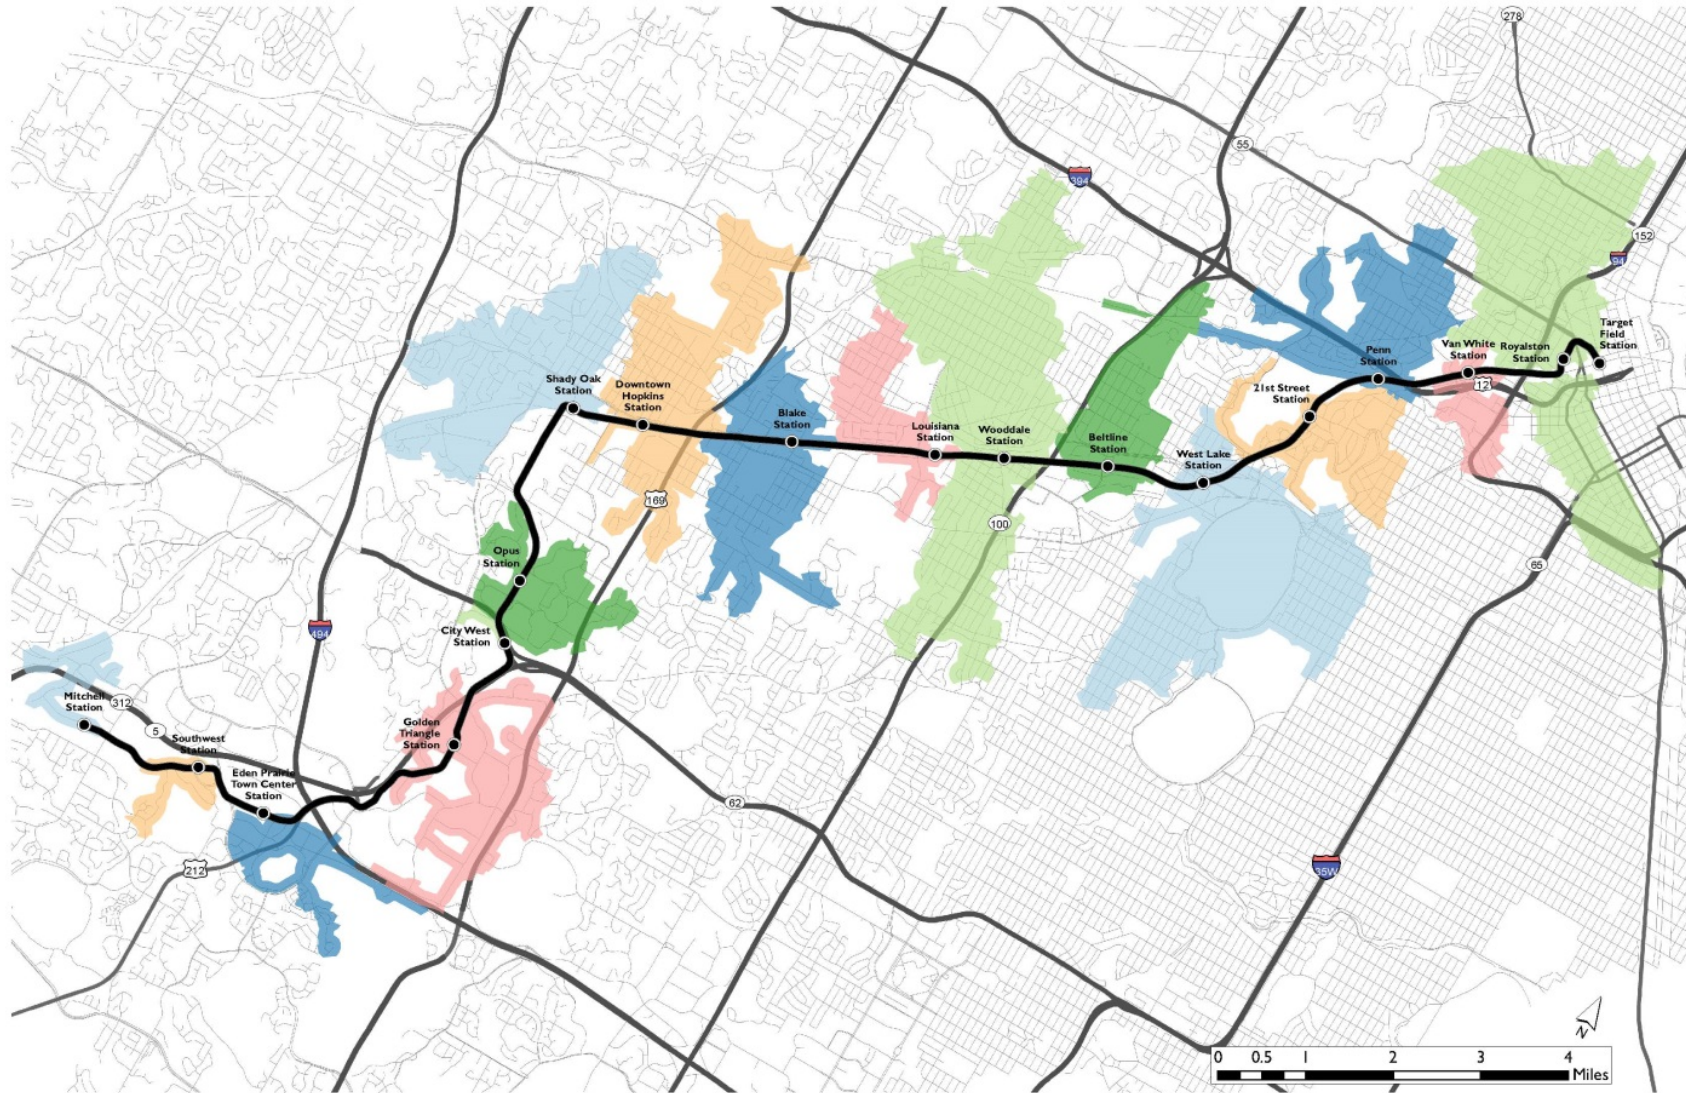 278
55
394
152
94
Target
Field
Station
Van White
Station
Royalston
Station
Penn
Station
12
21st Street
Station
Shady Oak
Station
Downtown
Hopkins
Station
Blake
Station
Louisiana
Station
Wooddale
Station
Beltline
Station
West Lake
Station
169
100
65
Opus
Station
City West
Station
494
Mitchell
Station
312
5
Southwest
Station
Golden
Triangle
Station
Eden Prairie
Town Center
Station
62
212
35W
N
0 0.5 1 2 3 4
Miles